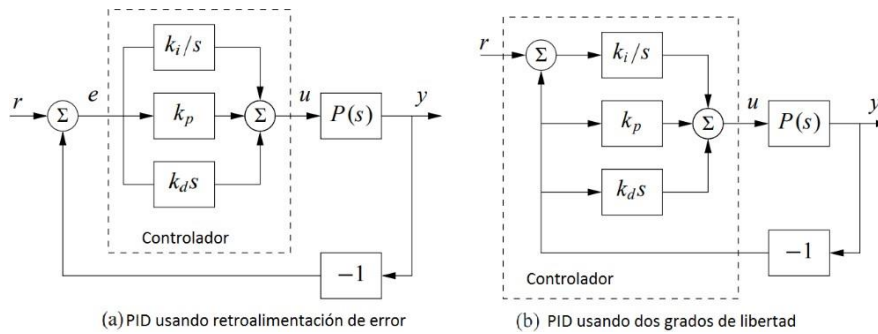 k_i/s
r
e
Σ
k_p
Σ
u
P(s)
y
k_d s
Controlador
−1
(a) PID usando retroalimentación de error
r
Σ
k_i/s
k_p
Σ
u
P(s)
y
k_d s
−1
Controlador
(b) PID usando dos grados de libertad